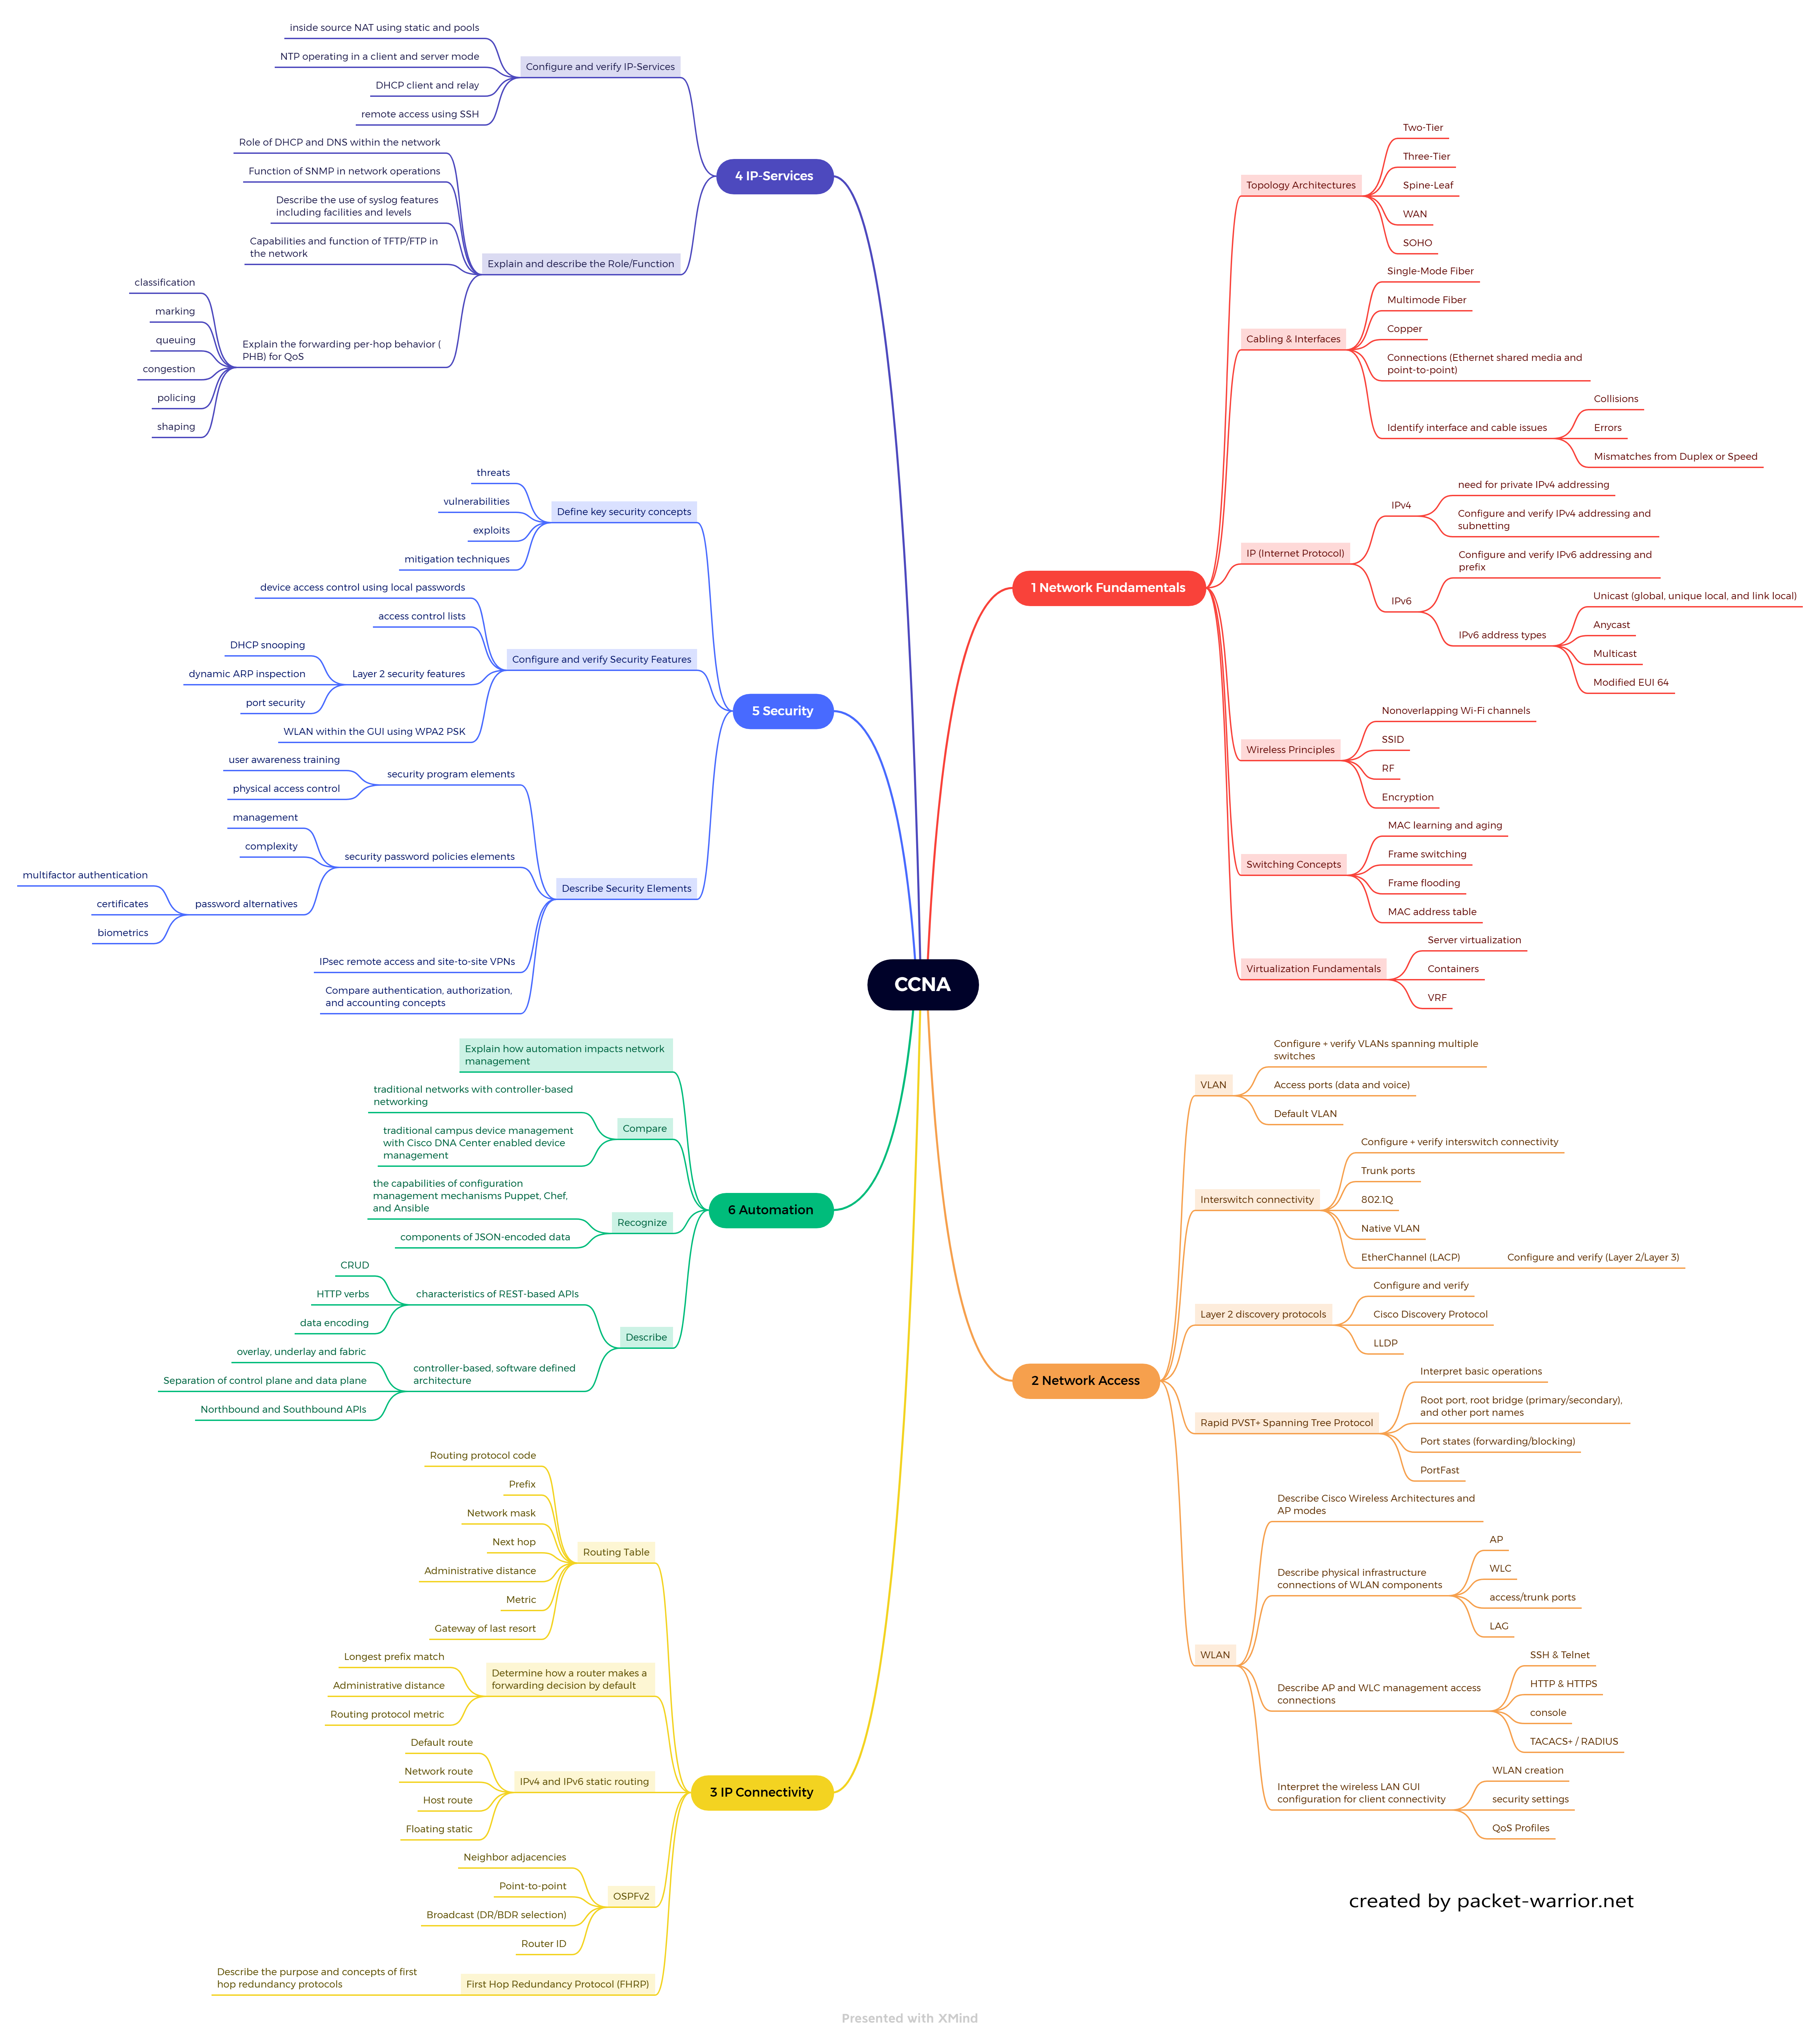 CCNA
1 Network Fundamentals
Topology Architectures
Two-Tier
Three-Tier
Spine-Leaf
WAN
SOHO
Cabling & Interfaces
Single-Mode Fiber
Multimode Fiber
Copper
Connections (Ethernet shared media and
point-to-point)
Identify interface and cable issues
Collisions
Errors
Mismatches from Duplex or Speed
IP (Internet Protocol)
IPv4
need for private IPv4 addressing
Configure and verify IPv4 addressing and
subnetting
IPv6
Configure and verify IPv6 addressing and
prefix
IPv6 address types
Unicast (global, unique local, and link local)
Anycast
Multicast
Modified EUI 64
Wireless Principles
Nonoverlapping Wi-Fi channels
SSID
RF
Encryption
Switching Concepts
MAC learning and aging
Frame switching
Frame flooding
MAC address table
Virtualization Fundamentals
Server virtualization
Containers
VRF
2 Network Access
VLAN
Configure + verify VLANs spanning multiple
switches
Access ports (data and voice)
Default VLAN
Interswitch connectivity
Configure + verify interswitch connectivity
Trunk ports
802.1Q
Native VLAN
EtherChannel (LACP)
Configure and verify (Layer 2/Layer 3)
Layer 2 discovery protocols
Configure and verify
Cisco Discovery Protocol
LLDP
Rapid PVST+ Spanning Tree Protocol
Interpret basic operations
Root port, root bridge (primary/secondary),
and other port names
Port states (forwarding/blocking)
PortFast
WLAN
Describe Cisco Wireless Architectures and
AP modes
Describe physical infrastructure
connections of WLAN components
AP
WLC
access/trunk ports
LAG
Describe AP and WLC management access
connections
SSH & Telnet
HTTP & HTTPS
console
TACACS+ / RADIUS
Interpret the wireless LAN GUI
configuration for client connectivity
WLAN creation
security settings
QoS Profiles
3 IP Connectivity
Routing Table
Routing protocol code
Prefix
Network mask
Next hop
Administrative distance
Metric
Gateway of last resort
Determine how a router makes a
forwarding decision by default
Longest prefix match
Administrative distance
Routing protocol metric
IPv4 and IPv6 static routing
Default route
Network route
Host route
Floating static
OSPFv2
Neighbor adjacencies
Point-to-point
Broadcast (DR/BDR selection)
Router ID
First Hop Redundancy Protocol (FHRP)
Describe the purpose and concepts of first
hop redundancy protocols
4 IP-Services
Configure and verify IP-Services
inside source NAT using static and pools
NTP operating in a client and server mode
DHCP client and relay
remote access using SSH
Explain and describe the Role/Function
Role of DHCP and DNS within the network
Function of SNMP in network operations
Describe the use of syslog features
including facilities and levels
Capabilities and function of TFTP/FTP in
the network
Explain the forwarding per-hop behavior (
PHB) for QoS
classification
marking
queuing
congestion
policing
shaping
5 Security
Define key security concepts
threats
vulnerabilities
exploits
mitigation techniques
Configure and verify Security Features
device access control using local passwords
access control lists
Layer 2 security features
DHCP snooping
dynamic ARP inspection
port security
WLAN within the GUI using WPA2 PSK
Describe Security Elements
security program elements
user awareness training
physical access control
security password policies elements
management
complexity
password alternatives
multifactor authentication
certificates
biometrics
IPsec remote access and site-to-site VPNs
Compare authentication, authorization,
and accounting concepts
6 Automation
Explain how automation impacts network
management
Compare
traditional networks with controller-based
networking
traditional campus device management
with Cisco DNA Center enabled device
management
Recognize
the capabilities of configuration
management mechanisms Puppet, Chef,
and Ansible
components of JSON-encoded data
Describe
characteristics of REST-based APIs
CRUD
HTTP verbs
data encoding
controller-based, software defined
architecture
overlay, underlay and fabric
Separation of control plane and data plane
Northbound and Southbound APIs
created by packet-warrior.net
Presented with XMind